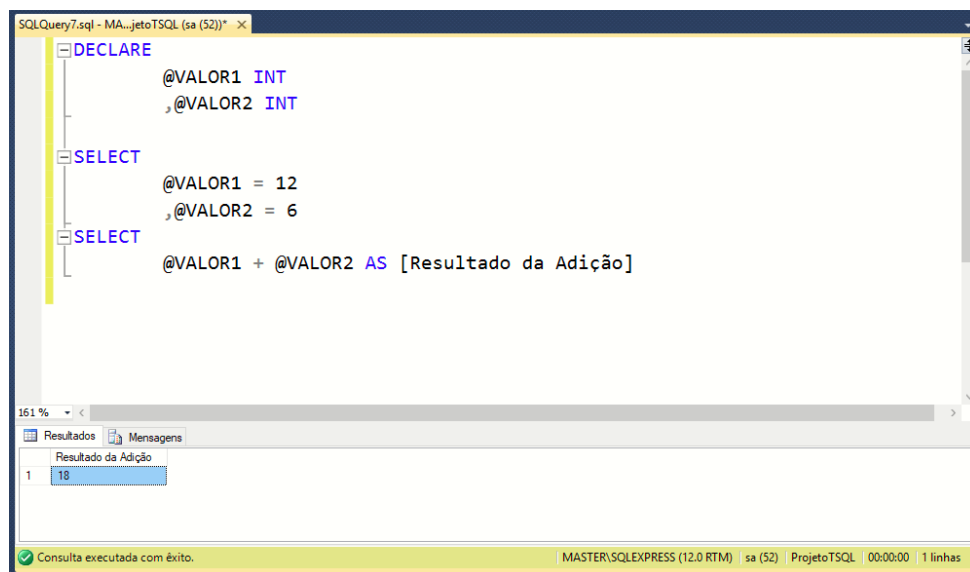 SQLQuery7.sql - MA...jetoTSQL (sa (52))* ×
DECLARE
@VALOR1 INT
,@VALOR2 INT
SELECT
@VALOR1 = 12
,@VALOR2 = 6
SELECT
@VALOR1 + @VALOR2 AS [Resultado da Adição]
161 %
Resultados Mensagens
Resultado da Adição
1 18
Consulta executada com êxito. MASTER\SQLEXPRESS (12.0 RTM) sa (52) ProjetoTSQL 00:00:00 1 linhas